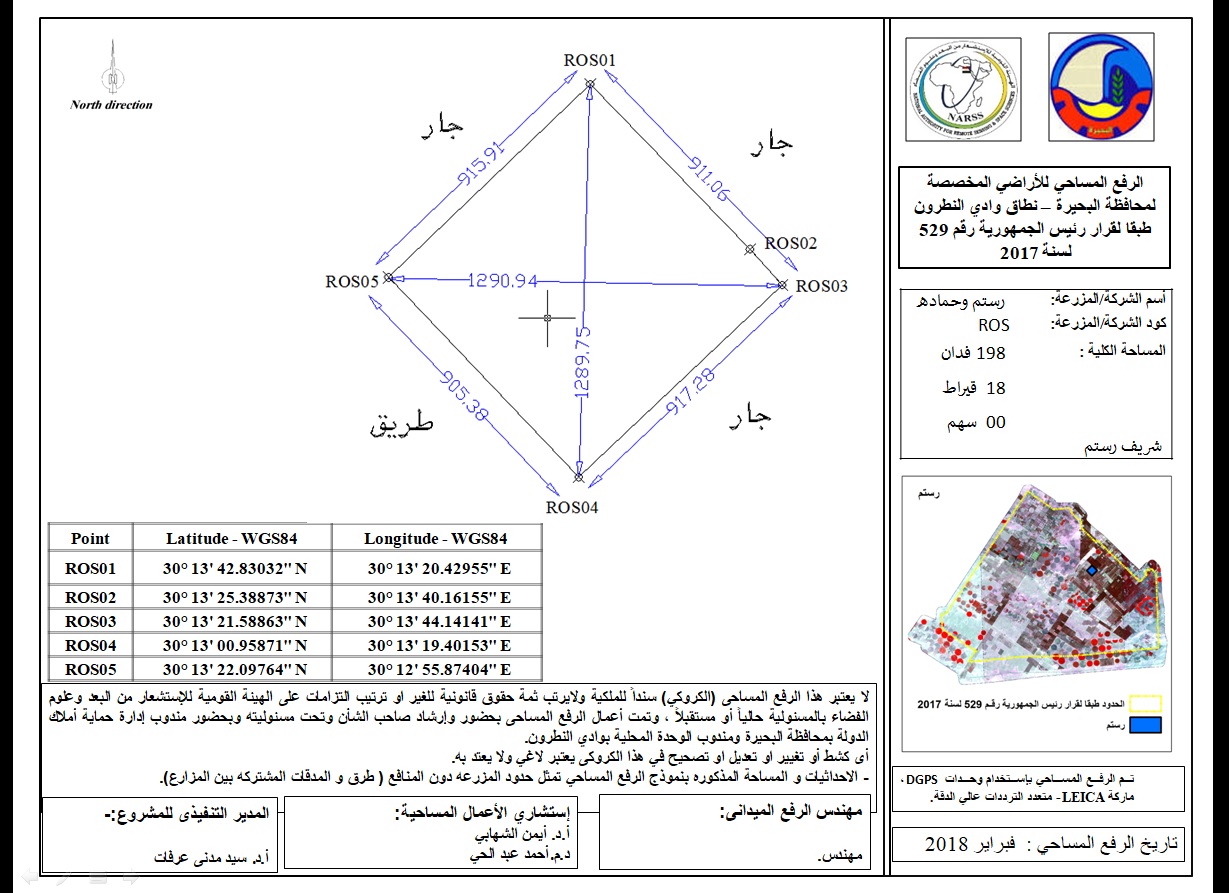 North direction
ROS01
جار
جار
915.91
911.06
ROS02
ROS05
1290.94
ROS03
1289.75
905.38
917.28
طريق
جار
ROS04
Point Latitude - WGS84 Longitude - WGS84
ROS01 30° 13' 42.83032'' N 30° 13' 20.42955'' E
ROS02 30° 13' 25.38873'' N 30° 13' 40.16155'' E
ROS03 30° 13' 21.58863'' N 30° 13' 44.14141'' E
ROS04 30° 13' 00.95871'' N 30° 13' 19.40153'' E
ROS05 30° 13' 22.09764'' N 30° 12' 55.87404'' E
لا يعتبر هذا الرفع المساحى (الكروكي) سنداً للملكية ولايرتب ثمة حقوق قانونية للغير او ترتيب التزامات على الهيئة القومية للإستشعار من البعد وعلوم
الفضاء بالمسئولية حالياً أو مستقبلاً ، وتمت أعمال الرفع المساحى بحضور وإرشاد صاحب الشأن وتحت مسئوليته وبحضور مندوب إدارة حماية أملاك
الدولة بمحافظة البحيرة ومندوب الوحدة المحلية بوادي النطرون.
أى كشط أو تغيير او تعديل او تصحيح في هذا الكروكى يعتبر لاغي ولا يعتد به.
- الاحداثيات و المساحة المذكوره بنموذج الرفع المساحي تمثل حدود المزرعه دون المنافع ( طرق و المدقات المشتركه بين المزارع).
مهندس الرفع الميدانى:
مهندس.
إستشاري الأعمال المساحية:
أ.د. أيمن الشهابي
د.م.أحمد عبد الحي
المدير التنفيذى للمشروع:-
أ.د. سيد مدنى عرفات
NARSS
NATIONAL AUTHORITY FOR REMOTE SENSING & SPACE SCIENCES
البحيرة
الرفع المساحي للأراضي المخصصة
لمحافظة البحيرة – نطاق وادي النطرون
طبقا لقرار رئيس الجمهورية رقم 529
لسنة 2017
أسم الشركة/المزرعة: رستم وحمادهـ
كود الشركة/المزرعة: ROS
المساحة الكلية : 198 فدان
18 قيراط
00 سهم
شريف رستم
رستم
الحدود طبقا لقرار رئيس الجمهورية رقم 529 لسنة 2017
رستم
تـم الرفـع المســاحي بإسـتخدام وحـدات DGPS،
ماركة LEICA- متعدد الترددات عالي الدقة.
تاريخ الرفع المساحي : فبراير 2018